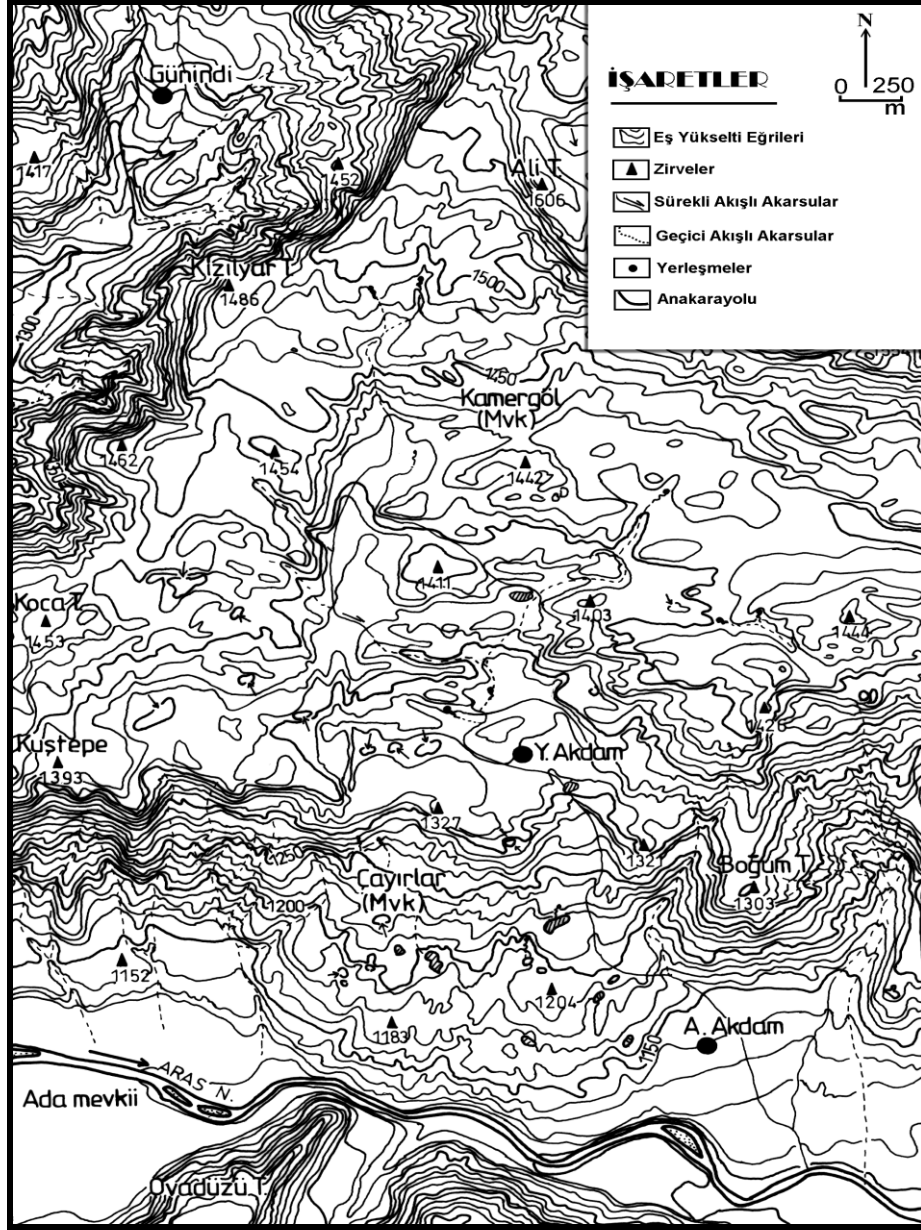 Günindi
1417
1452
Ali T.
1606
Kızılyar T.
1486
1500
1300
1450
Kamergöl
(Mvk)
1462
1454
1442
1411
Koca T.
1453
1403
1444
Kuştepe
1393
Y. Akdam
1327
1321
1250
Çayırlar
(Mvk)
Boğum T.
1303
1200
1152
1204
1183
1150
A. Akdam
ARAS N.
Ada mevkii
Ovadüzü T.
İŞARETLER
N
0 250
m
Eş Yükselti Eğrileri
Zirveler
Sürekli Akışlı Akarsular
Geçici Akışlı Akarsular
Yerleşmeler
Anakarayolu